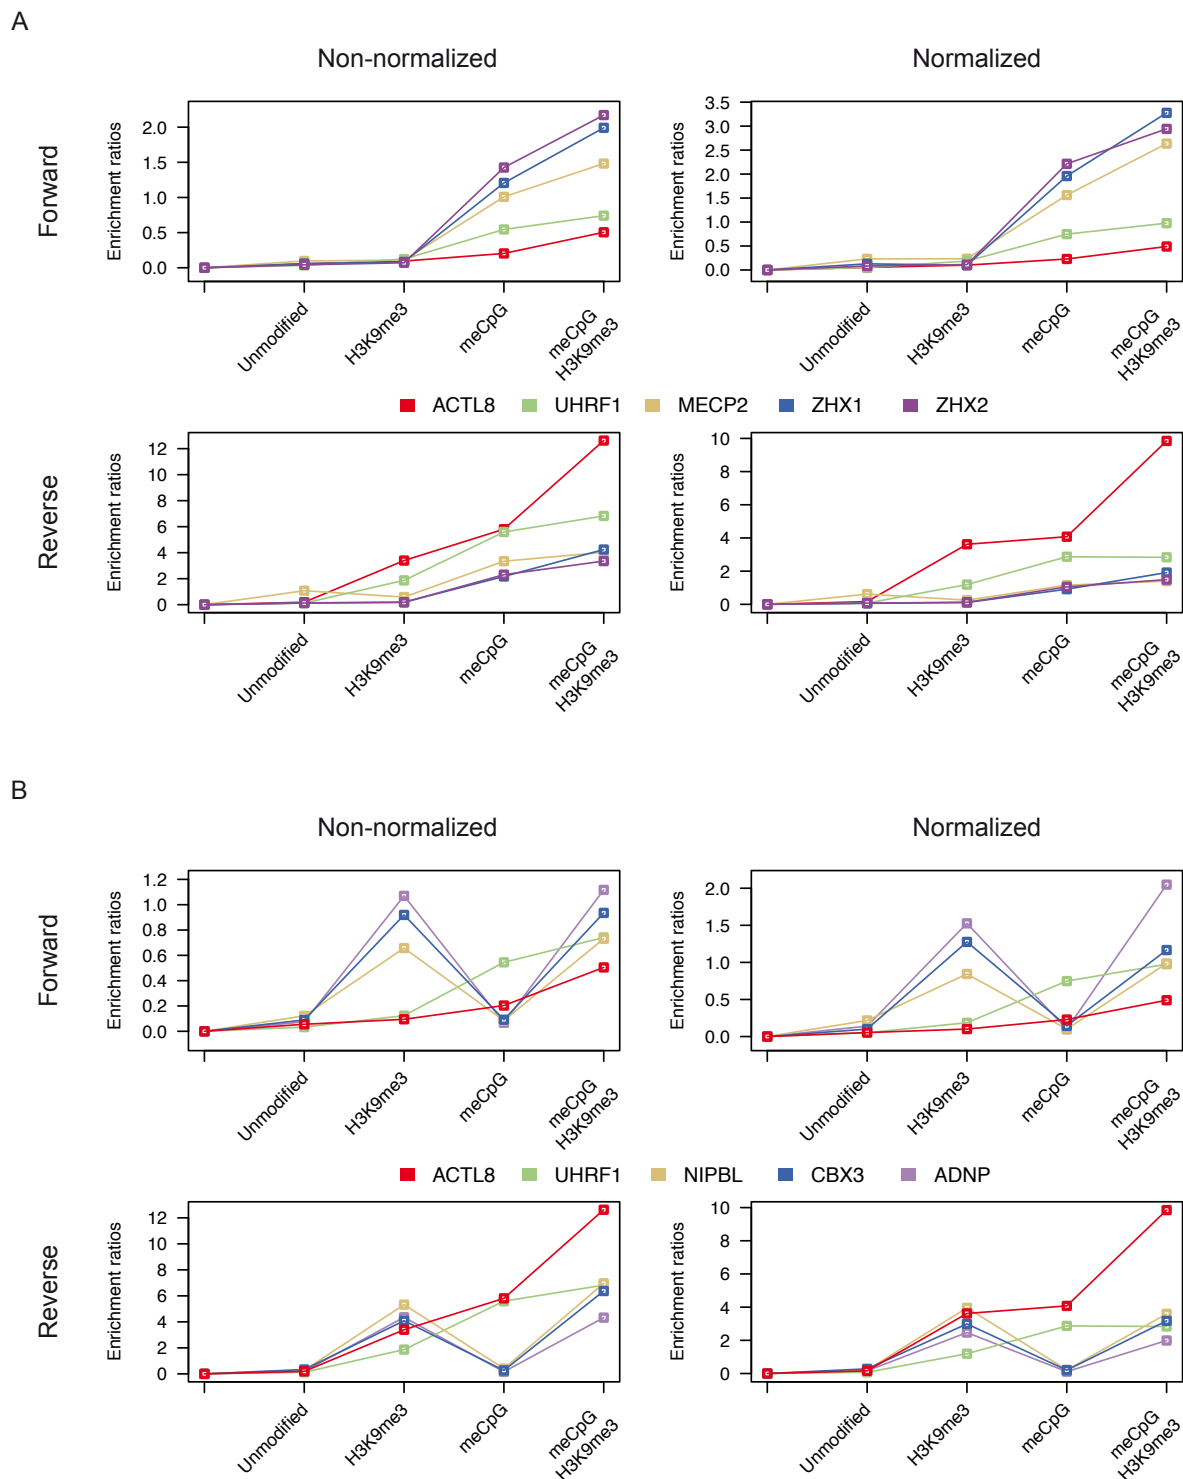 A
Non-normalized
Normalized
Forward
Enrichment ratios
2.0
1.5
1.0
0.5
0.0
Unmodified
H3K9me3
meCpG
meCpG
H3K9me3
Enrichment ratios
3.5
3.0
2.5
2.0
1.5
1.0
0.5
0.0
Unmodified
H3K9me3
meCpG
meCpG
H3K9me3
ACTL8 UHRF1 MECP2 ZHX1 ZHX2
Reverse
Enrichment ratios
12
10
8
6
4
2
0
Unmodified
H3K9me3
meCpG
meCpG
H3K9me3
Enrichment ratios
10
8
6
4
2
0
Unmodified
H3K9me3
meCpG
meCpG
H3K9me3
B
Non-normalized
Normalized
Forward
Enrichment ratios
1.2
1.0
0.8
0.6
0.4
0.2
0.0
Unmodified
H3K9me3
meCpG
meCpG
H3K9me3
Enrichment ratios
2.0
1.5
1.0
0.5
0.0
Unmodified
H3K9me3
meCpG
meCpG
H3K9me3
ACTL8 UHRF1 NIPBL CBX3 ADNP
Reverse
Enrichment ratios
12
10
8
6
4
2
0
Unmodified
H3K9me3
meCpG
meCpG
H3K9me3
Enrichment ratios
10
8
6
4
2
0
Unmodified
H3K9me3
meCpG
meCpG
H3K9me3